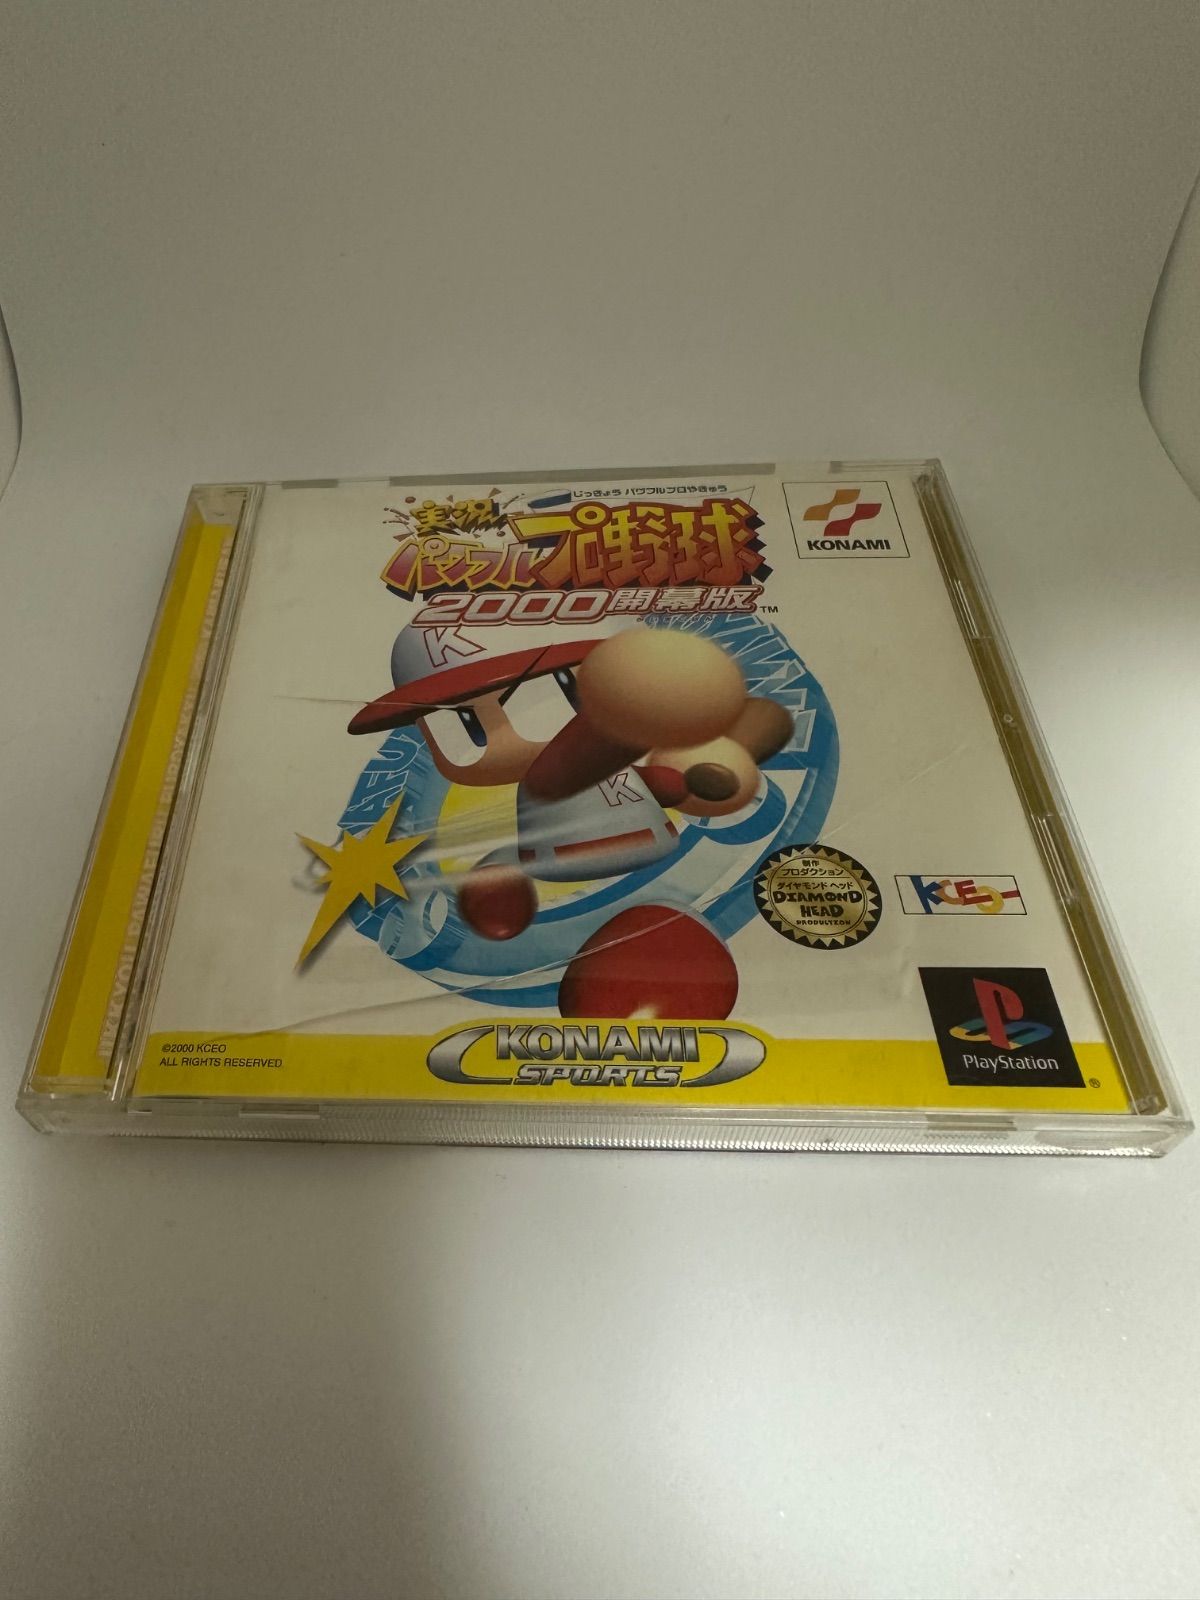 じっきょう パワフルプロやきゅう
実況
パワフルプロ野球
2000開幕版™
KONAMI
K
K
制作
プロダクション
ダイヤモンド ヘッド
DIAMOND
HEAD
PRODUCTION
KCEO
PlayStation
®
©2000 KCEO
ALL RIGHTS RESERVED.
KONAMI
SPORTS